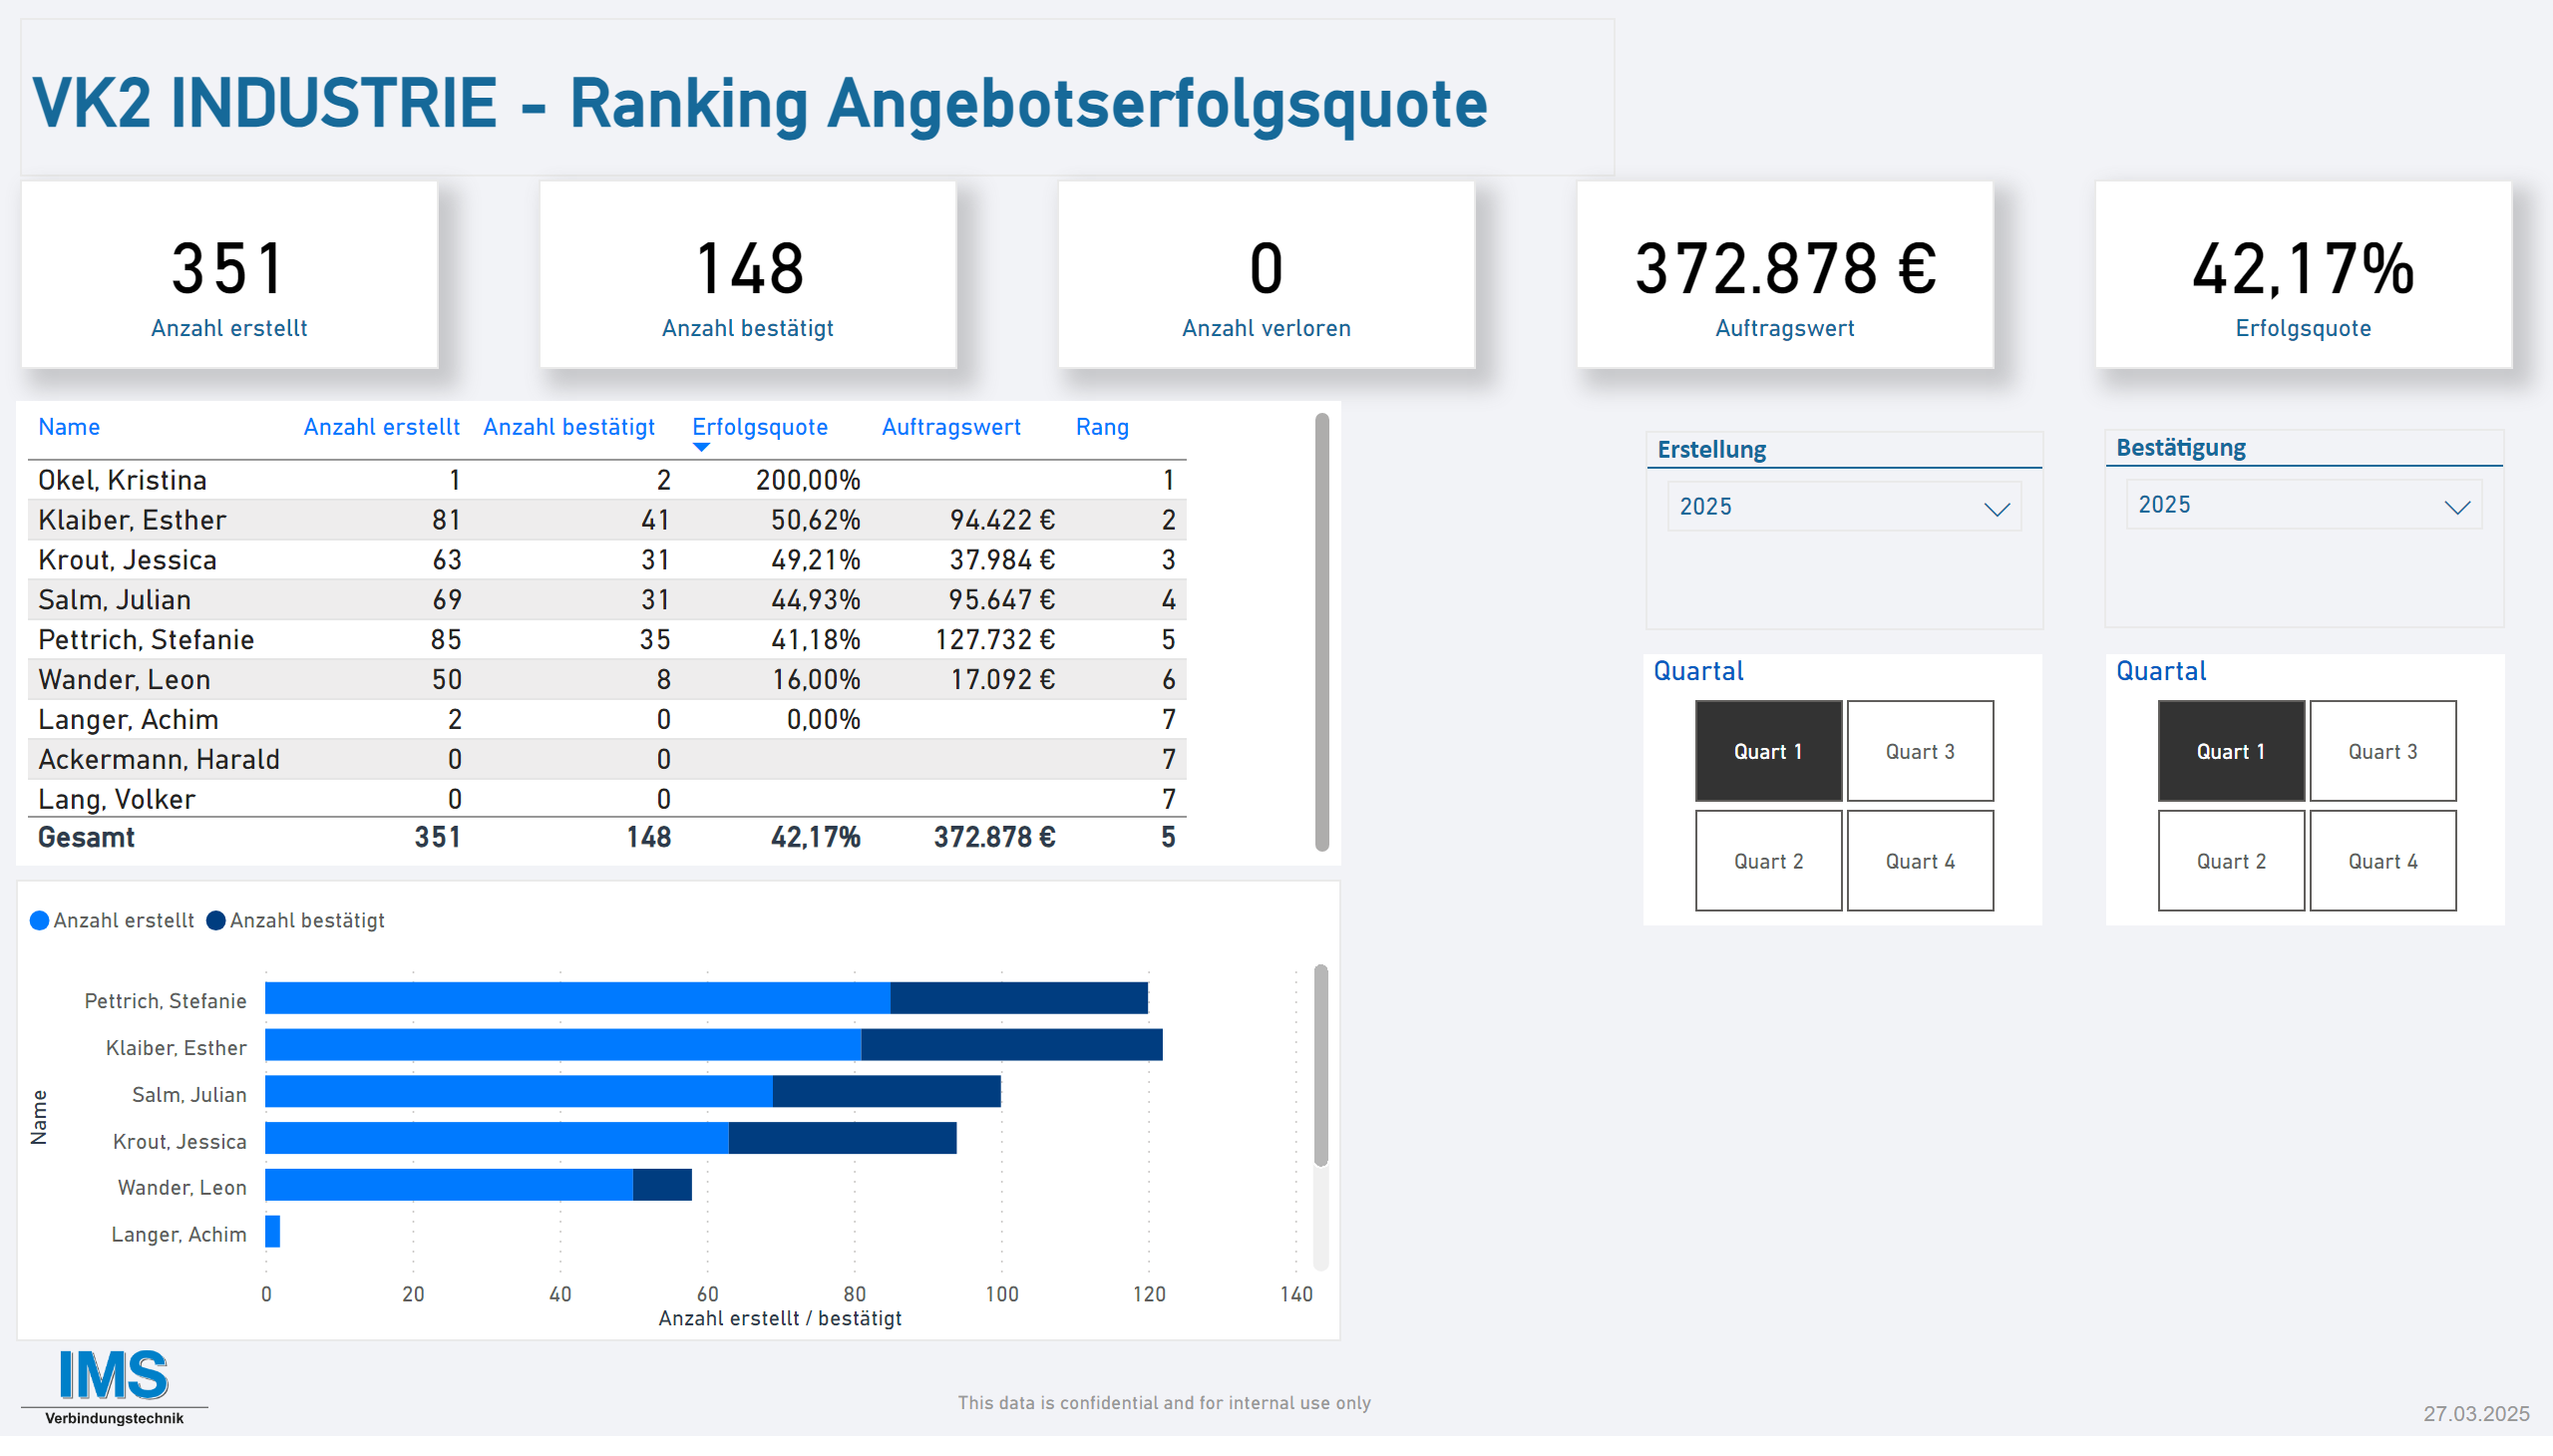 VK2 INDUSTRIE - Ranking Angebotserfolgsquote
351
Anzahl erstellt
148
Anzahl bestätigt
0
Anzahl verloren
372.878 €
Auftragswert
42,17%
Erfolgsquote
Name Anzahl erstellt Anzahl bestätigt Erfolgsquote Auftragswert Rang
Okel, Kristina 1 2 200,00% 1
Klaiber, Esther 81 41 50,62% 94.422 € 2
Krout, Jessica 63 31 49,21% 37.984 € 3
Salm, Julian 69 31 44,93% 95.647 € 4
Pettrich, Stefanie 85 35 41,18% 127.732 € 5
Wander, Leon 50 8 16,00% 17.092 € 6
Langer, Achim 2 0 0,00% 7
Ackermann, Harald 0 0 7
Lang, Volker 0 0 7
Gesamt 351 148 42,17% 372.878 € 5
Erstellung
2025
Bestätigung
2025
Quartal
Quart 1 Quart 3
Quart 2 Quart 4
Quartal
Quart 1 Quart 3
Quart 2 Quart 4
Anzahl erstellt Anzahl bestätigt
Name
Pettrich, Stefanie
Klaiber, Esther
Salm, Julian
Krout, Jessica
Wander, Leon
Langer, Achim
0 20 40 60 80 100 120 140
Anzahl erstellt / bestätigt
IMS
Verbindungstechnik
This data is confidential and for internal use only
27.03.2025